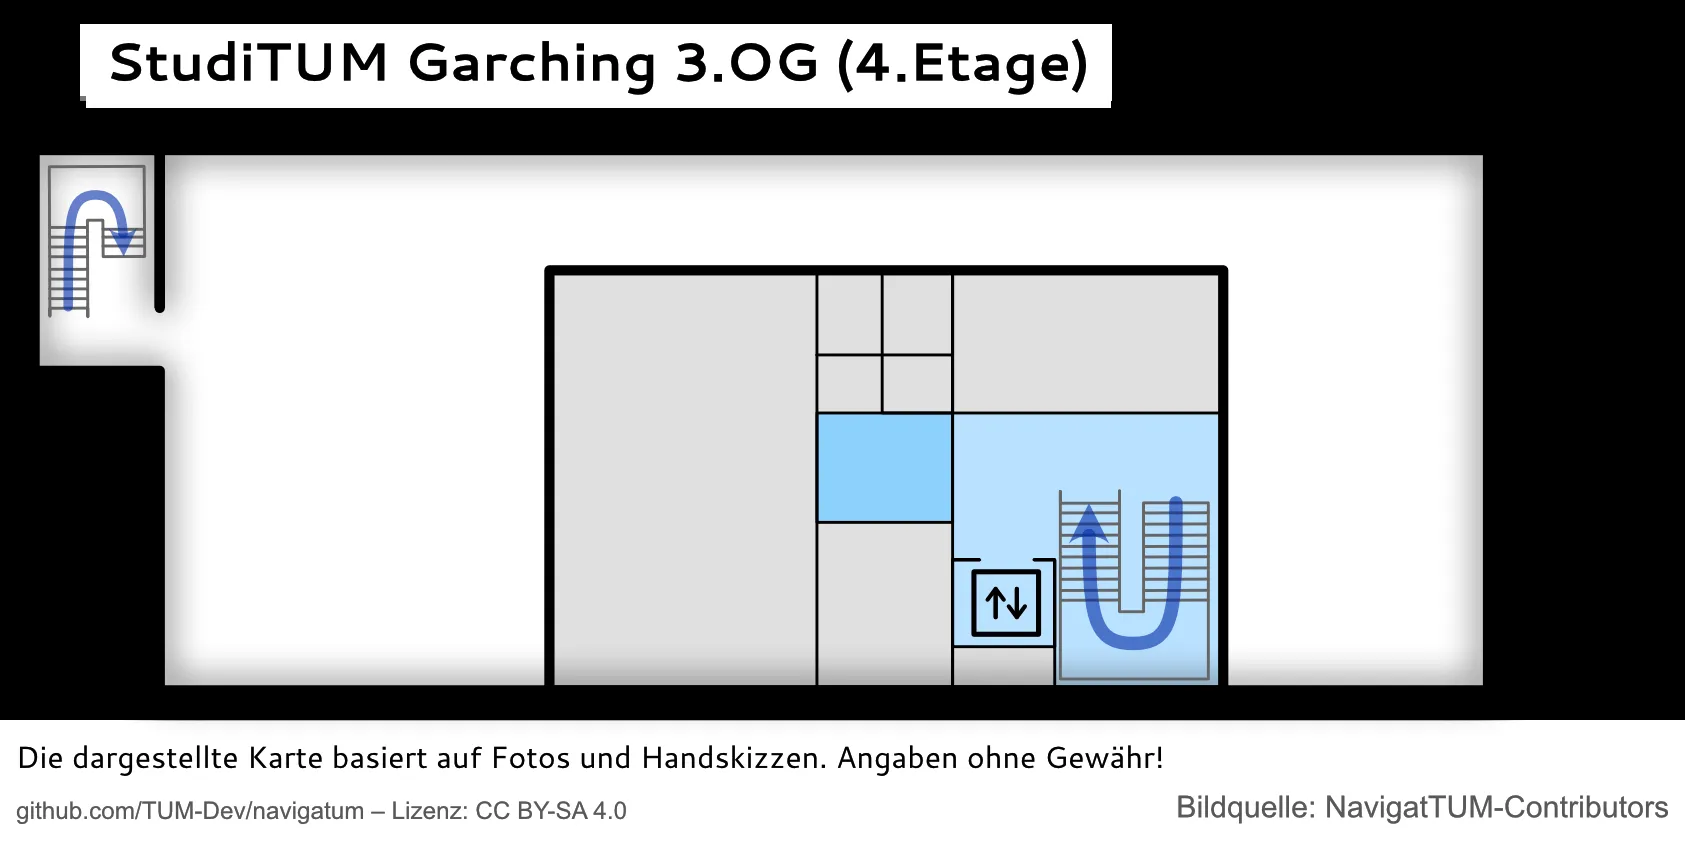 StudiTUM Garching 3.OG (4.Etage)
Die dargestellte Karte basiert auf Fotos und Handskizzen. Angaben ohne Gewähr!
github.com/TUM-Dev/navigatum – Lizenz: CC BY-SA 4.0
Bildquelle: NavigatTUM-Contributors